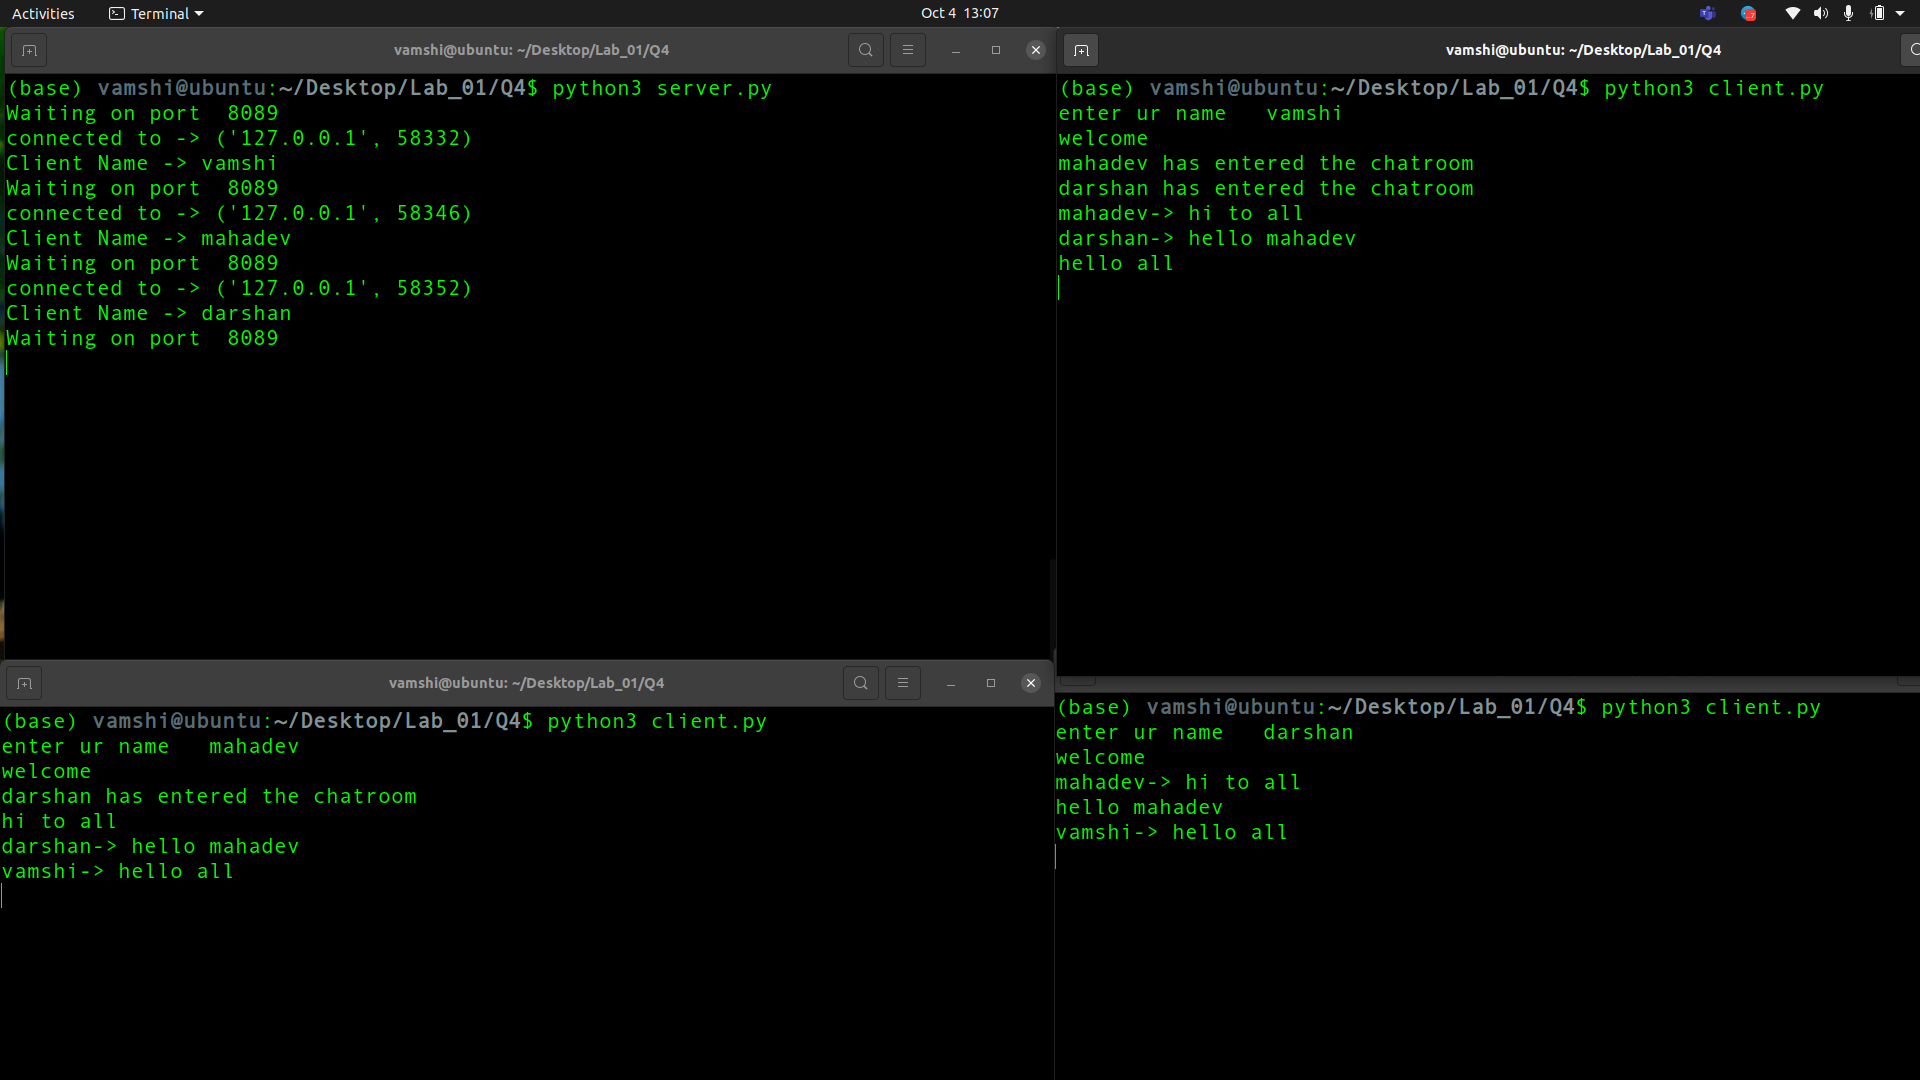 Activities Terminal Oct 4 13:07
vamshi@ubuntu: ~/Desktop/Lab_01/Q4
(base) vamshi@ubuntu:~/Desktop/Lab_01/Q4$ python3 server.py
Waiting on port  8089
connected to -> ('127.0.0.1', 58332)
Client Name -> vamshi
Waiting on port  8089
connected to -> ('127.0.0.1', 58346)
Client Name -> mahadev
Waiting on port  8089
connected to -> ('127.0.0.1', 58352)
Client Name -> darshan
Waiting on port  8089
vamshi@ubuntu: ~/Desktop/Lab_01/Q4
(base) vamshi@ubuntu:~/Desktop/Lab_01/Q4$ python3 client.py
enter ur name   vamshi
welcome
mahadev has entered the chatroom
darshan has entered the chatroom
mahadev-> hi to all
darshan-> hello mahadev
hello all
vamshi@ubuntu: ~/Desktop/Lab_01/Q4
(base) vamshi@ubuntu:~/Desktop/Lab_01/Q4$ python3 client.py
enter ur name   mahadev
welcome
darshan has entered the chatroom
hi to all
darshan-> hello mahadev
vamshi-> hello all
(base) vamshi@ubuntu:~/Desktop/Lab_01/Q4$ python3 client.py
enter ur name   darshan
welcome
mahadev-> hi to all
hello mahadev
vamshi-> hello all